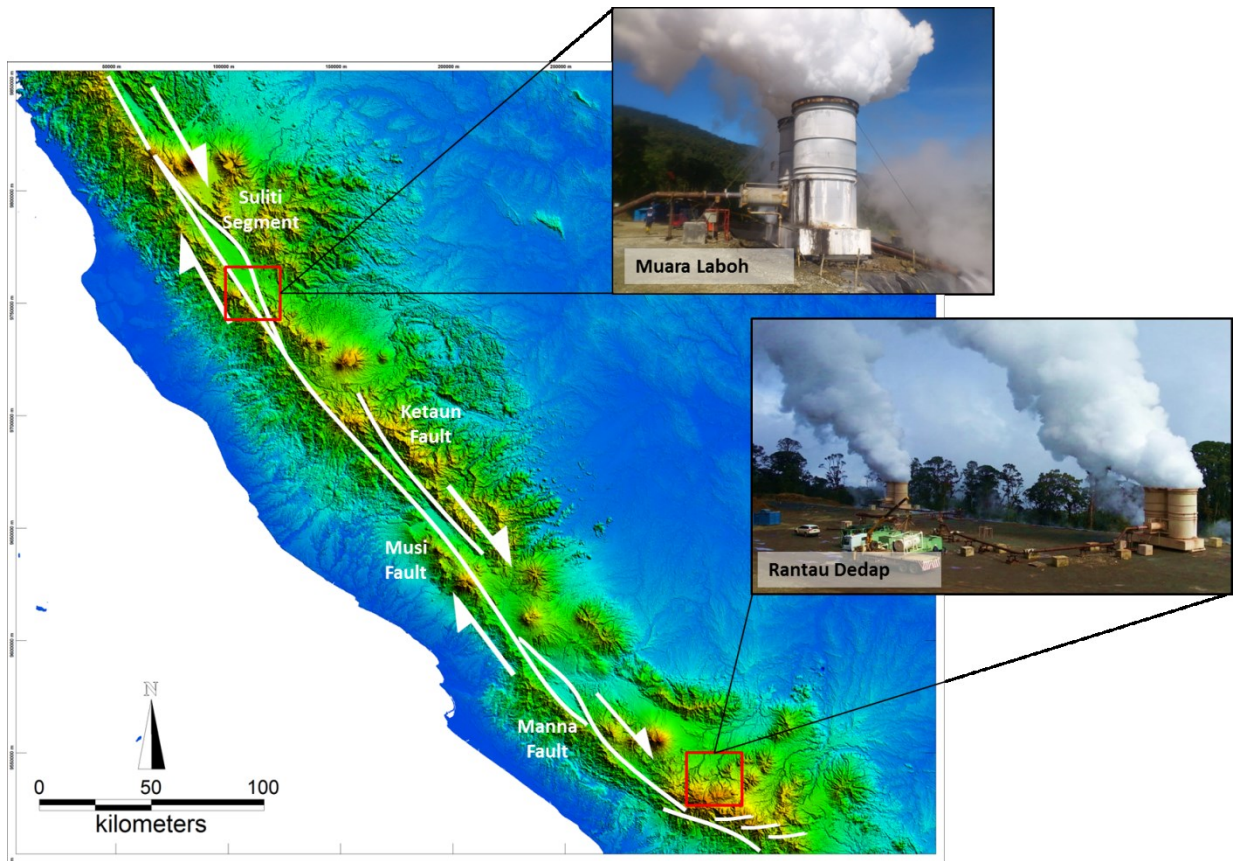 Suliti
Segment
Muara Laboh
Ketaun
Fault
Musi
Fault
Rantau Dedap
Manna
Fault
N
0 50 100
kilometers